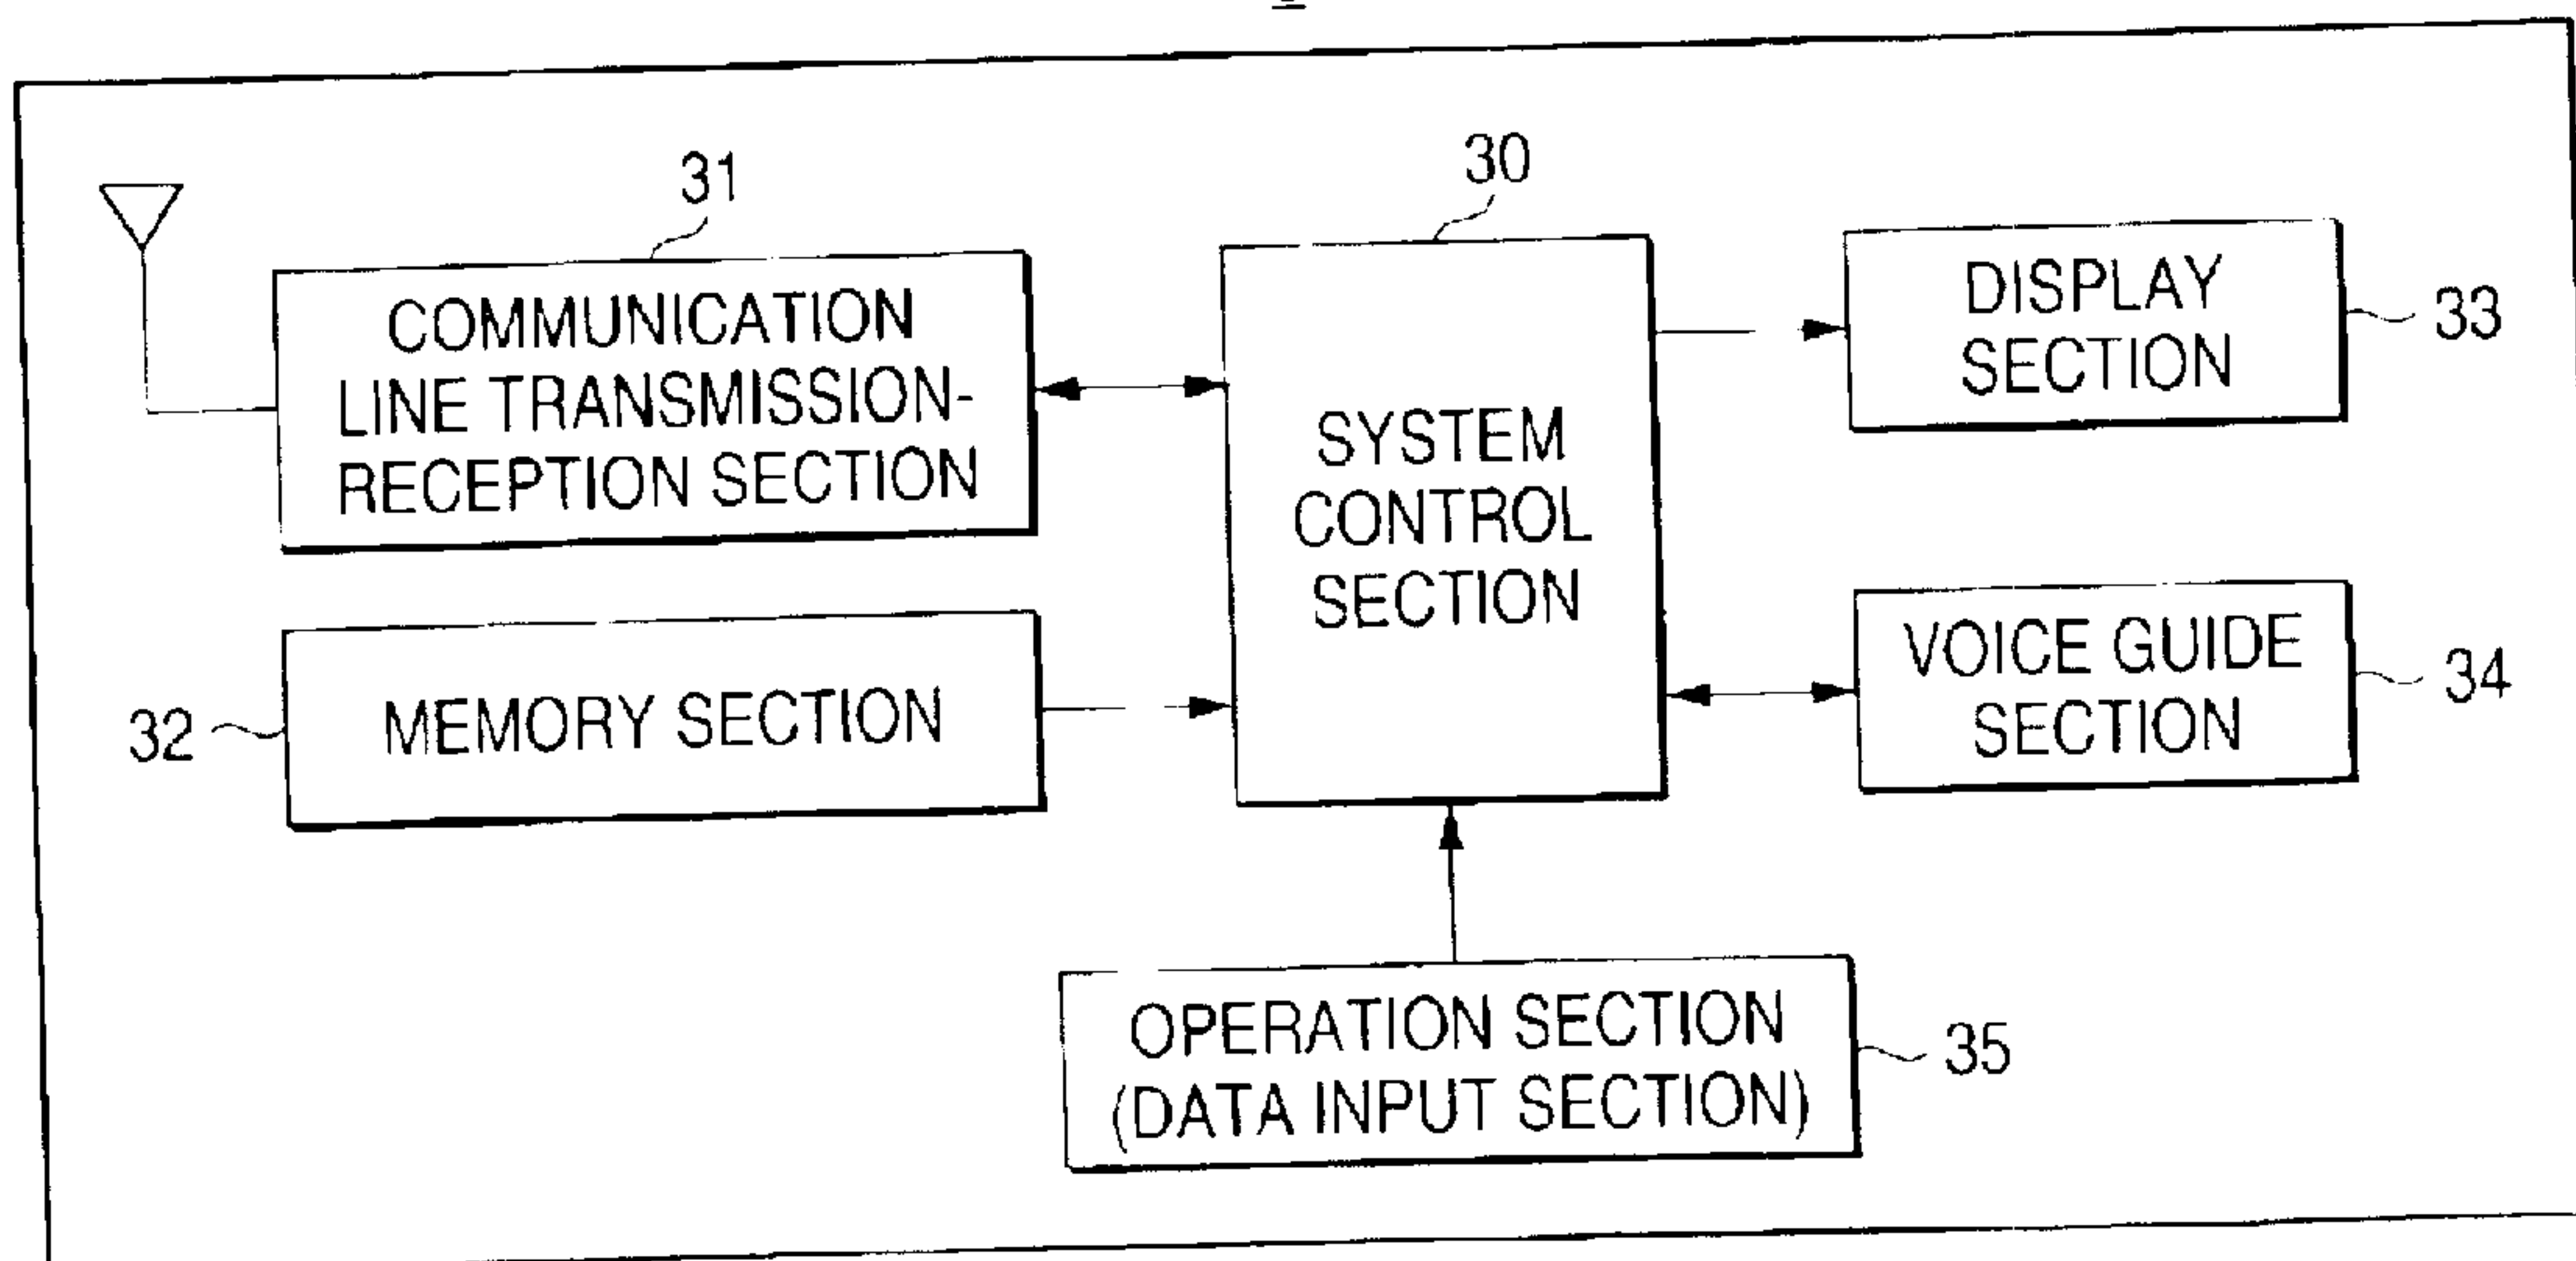 31
30
COMMUNICATION
LINE TRANSMISSION-
RECEPTION SECTION
SYSTEM
CONTROL
SECTION
DISPLAY
SECTION
33
32
MEMORY SECTION
VOICE GUIDE
SECTION
34
OPERATION SECTION
(DATA INPUT SECTION)
35